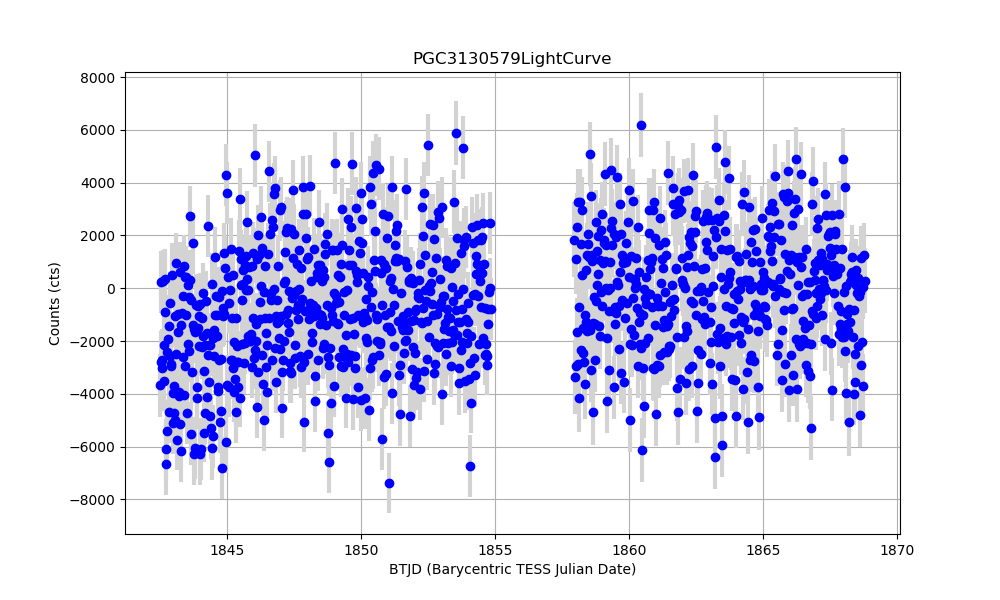 PGC3130579LightCurve
8000
6000
4000
2000
0
−2000
−4000
−6000
−8000
Counts (cts)
1845 1850 1855 1860 1865 1870
BTJD (Barycentric TESS Julian Date)